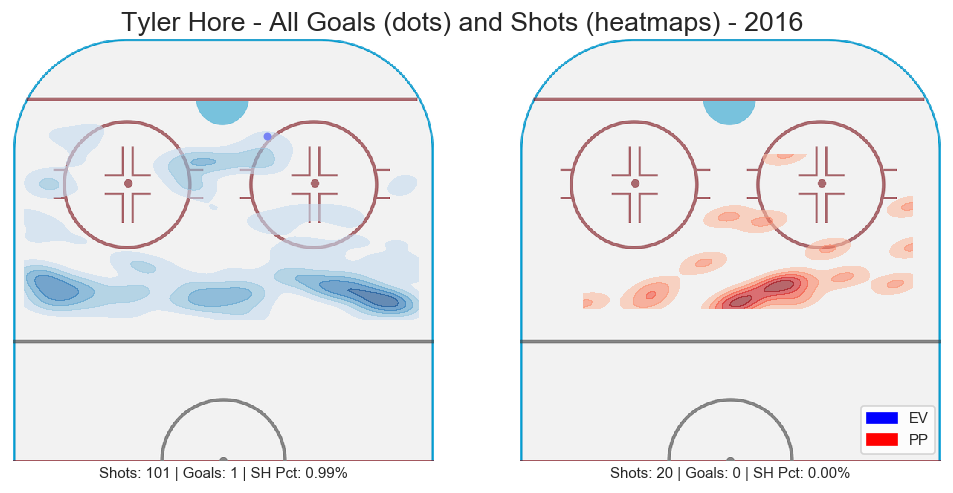 Tyler Hore - All Goals (dots) and Shots (heatmaps) - 2016
EV
PP
Shots: 101 | Goals: 1 | SH Pct: 0.99%
Shots: 20 | Goals: 0 | SH Pct: 0.00%